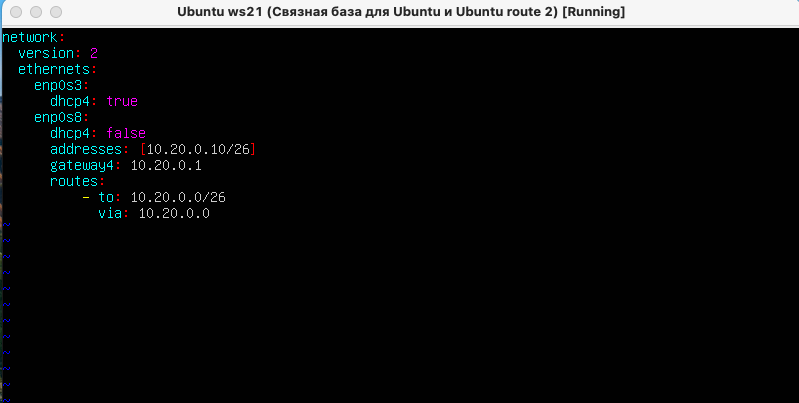 Ubuntu ws21 (Связная база для Ubuntu и Ubuntu route 2) [Running]
network:
  version: 2
  ethernets:
    enp0s3:
      dhcp4: true
    enp0s8:
      dhcp4: false
      addresses: [10.20.0.10/26]
      gateway4: 10.20.0.1
      routes:
          - to: 10.20.0.0/26
            via: 10.20.0.0
~
~
~
~
~
~
~
~
~
~
~
~